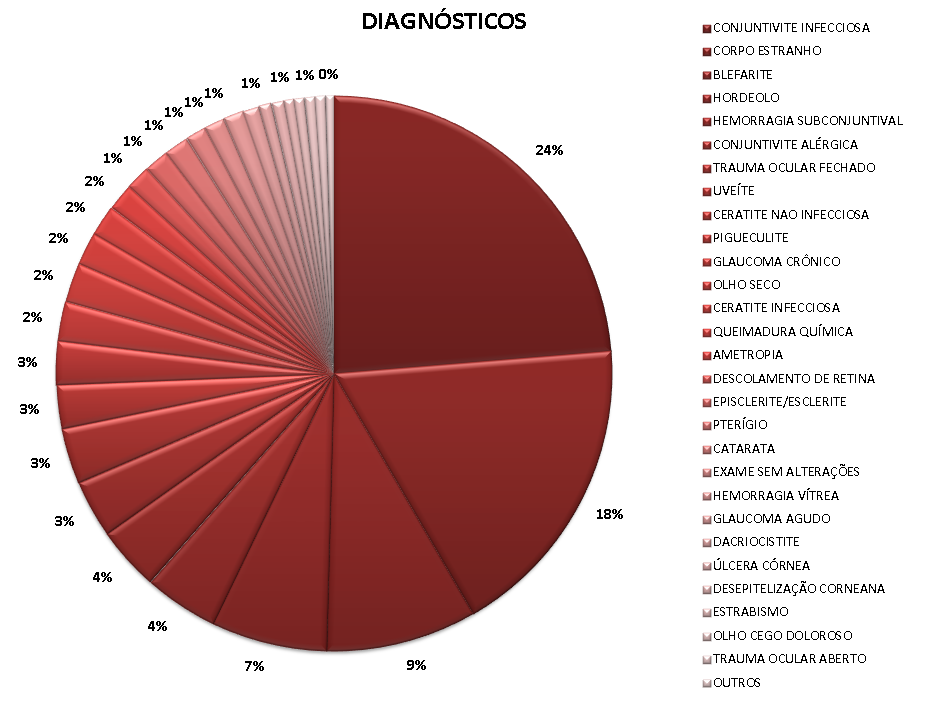 DIAGNÓSTICOS
24%
18%
9%
7%
4%
4%
3%
3%
3%
3%
2%
2%
2%
2%
2%
1%
1%
1%
1%
1%
1%
1%
1%
1%
0%
CONJUNTIVITE INFECCIOSA
CORPO ESTRANHO
BLEFARITE
HORDEOLO
HEMORRAGIA SUBCONJUNTIVAL
CONJUNTIVITE ALÉRGICA
TRAUMA OCULAR FECHADO
UVEÍTE
CERATITE NAO INFECCIOSA
PIGUECULITE
GLAUCOMA CRÔNICO
OLHO SECO
CERATITE INFECCIOSA
QUEIMADURA QUÍMICA
AMETROPIA
DESCOLAMENTO DE RETINA
EPISCLERITE/ESCLERITE
PTERÍGIO
CATARATA
EXAME SEM ALTERAÇÕES
HEMORRAGIA VÍTREA
GLAUCOMA AGUDO
DACRIOCISTITE
ÚLCERA CÓRNEA
DESEPITELIZAÇÃO CORNEANA
ESTRABISMO
OLHO CEGO DOLOROSO
TRAUMA OCULAR ABERTO
OUTROS